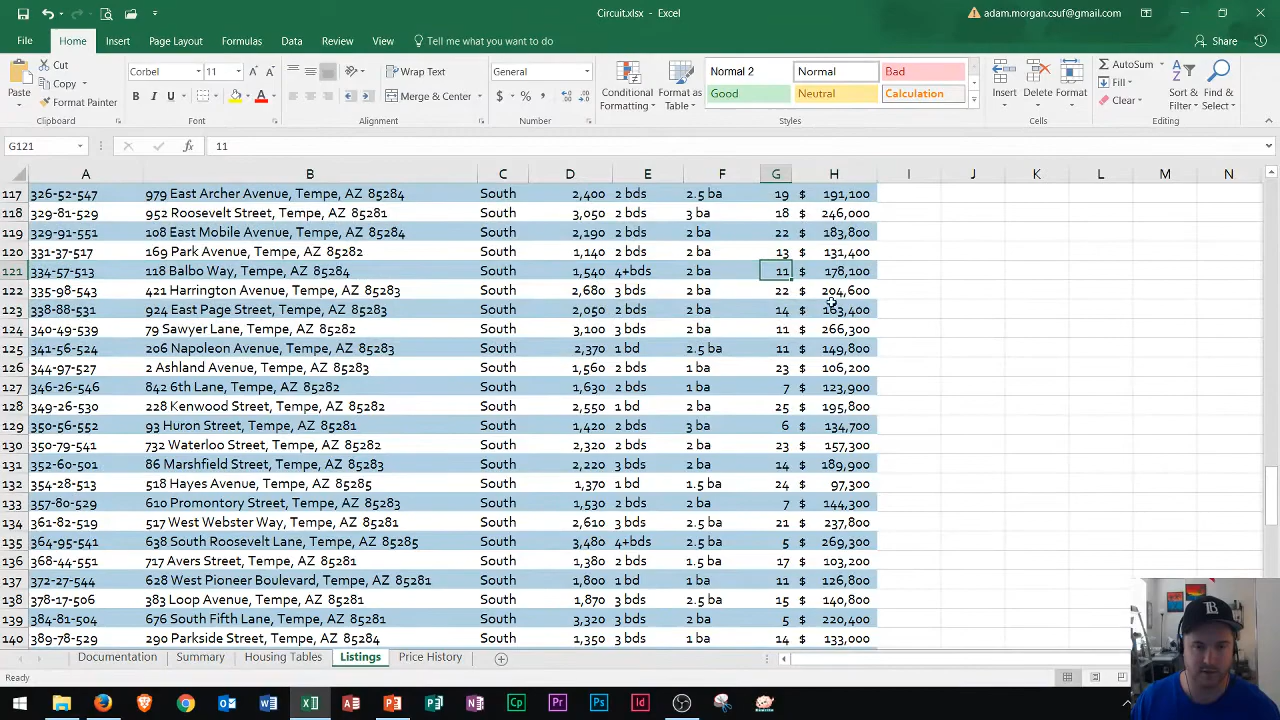 Circuit.xlsx - Excel
adam.morgan.csuf@gmail.com
File Home Insert Page Layout Formulas Data Review View Tell me what you want to do Share
Paste Cut Copy Format Painter Clipboard
Corbel 11 B I U Font
Wrap Text Merge & Center Alignment
General $ % , Number
Conditional Formatting Format as Table Normal 2 Normal Bad Good Neutral Calculation Styles
Insert Delete Format Cells
AutoSum Fill Clear Sort & Filter Find & Select Editing
G121 fx 11
A B C D E F G H I J K L M N
117 326-52-547 979 East Archer Avenue, Tempe, AZ 85284 South 2,400 2 bds 2.5 ba 19 $ 191,100
118 329-81-529 952 Roosevelt Street, Tempe, AZ 85281 South 3,050 2 bds 3 ba 18 $ 246,000
119 329-91-551 108 East Mobile Avenue, Tempe, AZ 85284 South 2,190 2 bds 2 ba 22 $ 183,800
120 331-37-517 169 Park Avenue, Tempe, AZ 85282 South 1,140 2 bds 2 ba 13 $ 131,400
121 334-57-513 118 Balbo Way, Tempe, AZ 85284 South 1,540 4+bds 2 ba 11 $ 178,100
122 335-98-543 421 Harrington Avenue, Tempe, AZ 85283 South 2,680 3 bds 2 ba 22 $ 204,600
123 338-88-531 924 East Page Street, Tempe, AZ 85283 South 2,050 2 bds 2 ba 14 $ 163,400
124 340-49-539 79 Sawyer Lane, Tempe, AZ 85282 South 3,100 3 bds 2 ba 11 $ 266,300
125 341-56-524 206 Napoleon Avenue, Tempe, AZ 85283 South 2,370 1 bd 2.5 ba 11 $ 149,800
126 344-97-527 2 Ashland Avenue, Tempe, AZ 85283 South 1,560 2 bds 1 ba 23 $ 106,200
127 346-26-546 842 6th Lane, Tempe, AZ 85282 South 1,630 2 bds 1 ba 7 $ 123,900
128 349-26-530 228 Kenwood Street, Tempe, AZ 85282 South 2,550 1 bd 2 ba 25 $ 195,800
129 350-56-552 93 Huron Street, Tempe, AZ 85281 South 1,420 2 bds 3 ba 6 $ 134,700
130 350-79-541 732 Waterloo Street, Tempe, AZ 85282 South 2,320 2 bds 2 ba 23 $ 157,300
131 352-60-501 86 Marshfield Street, Tempe, AZ 85283 South 2,220 3 bds 2 ba 14 $ 189,900
132 354-28-513 518 Hayes Avenue, Tempe, AZ 85285 South 1,370 1 bd 1.5 ba 24 $ 97,300
133 357-80-529 610 Promontory Street, Tempe, AZ 85283 South 1,530 2 bds 2 ba 7 $ 144,300
134 361-82-519 517 West Webster Way, Tempe, AZ 85281 South 2,610 3 bds 2.5 ba 21 $ 237,800
135 364-95-541 638 South Roosevelt Lane, Tempe, AZ 85285 South 3,480 4+bds 2.5 ba 5 $ 269,300
136 368-44-551 717 Avers Street, Tempe, AZ 85281 South 1,380 2 bds 1.5 ba 17 $ 103,200
137 372-27-544 628 West Pioneer Boulevard, Tempe, AZ 85281 South 1,800 1 bd 1 ba 11 $ 126,800
138 378-17-506 383 Loop Avenue, Tempe, AZ 85281 South 1,870 3 bds 2.5 ba 15 $ 140,800
139 384-81-504 676 South Fifth Lane, Tempe, AZ 85281 South 3,320 3 bds 2 ba 5 $ 220,400
140 389-78-529 290 Parkside Street, Tempe, AZ 85284 South 1,350 3 bds 1 ba 14 $ 133,000
Documentation Summary Housing Tables Listings Price History
Ready